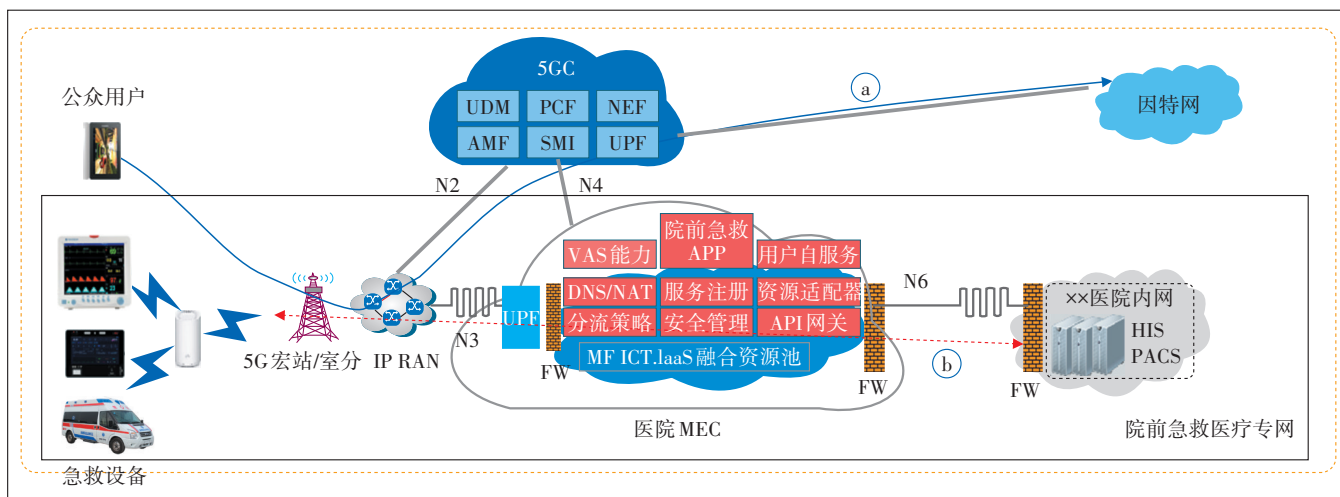 5GC
公众用户
UDM
PCF
NEF
AMF
SMI
UPF
a
因特网
N2
N4
VAS能力
院前急救
APP
用户自服务
DNS/NAT
服务注册
资源适配器
分流策略
安全管理
API网关
MF ICT.laaS融合资源池
UPF
N3
N6
FW
FW
FW
b
××医院内网
HIS
PACS
5G宏站/室分
IP RAN
医院MEC
院前急救医疗专网
急救设备